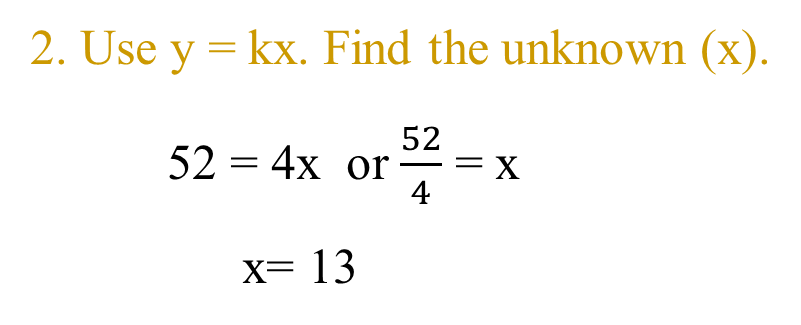 2. Use y = kx. Find the unknown (x).
52 = 4x or 52/4 = x
x= 13